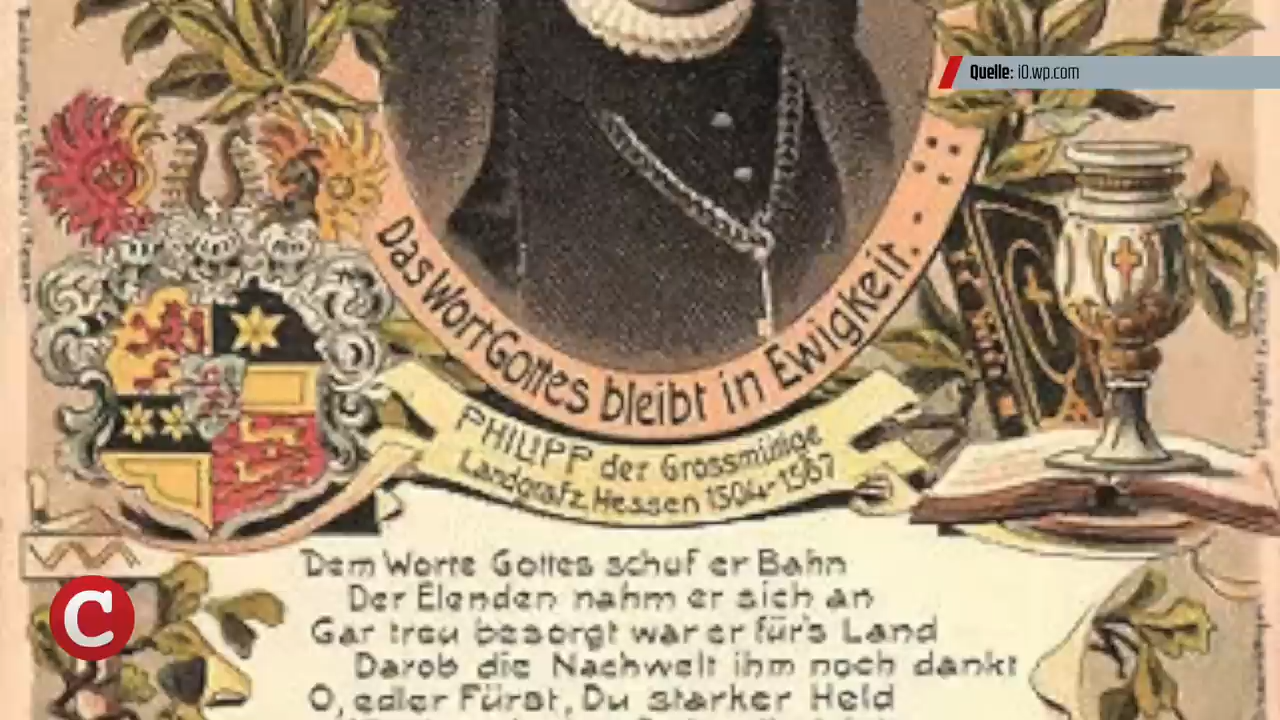 Quelle: i0.wp.com
Das Wort Gottes bleibt in Ewigkeit.
PHILIPP der Grossmütige
Landgraf z. Hessen 1504-1567
Dem Worte Gottes schuf er Bahn
Der Elenden nahm er sich an
Gar treu besorgt war er für's Land
Darob die Nachwelt ihm noch dankt
O, edler Fürst, Du starker Held
C